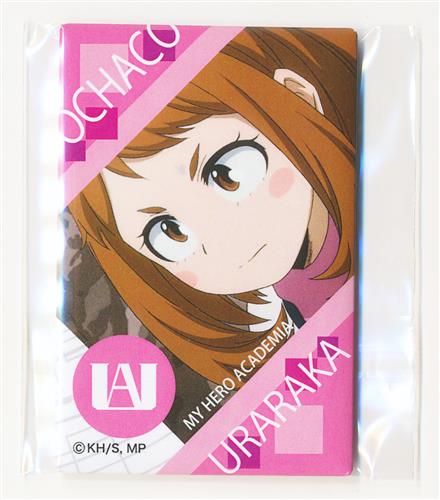 OCHACO
MY HERO ACADEMIA
URARAKA
UA
©KH/S, MP